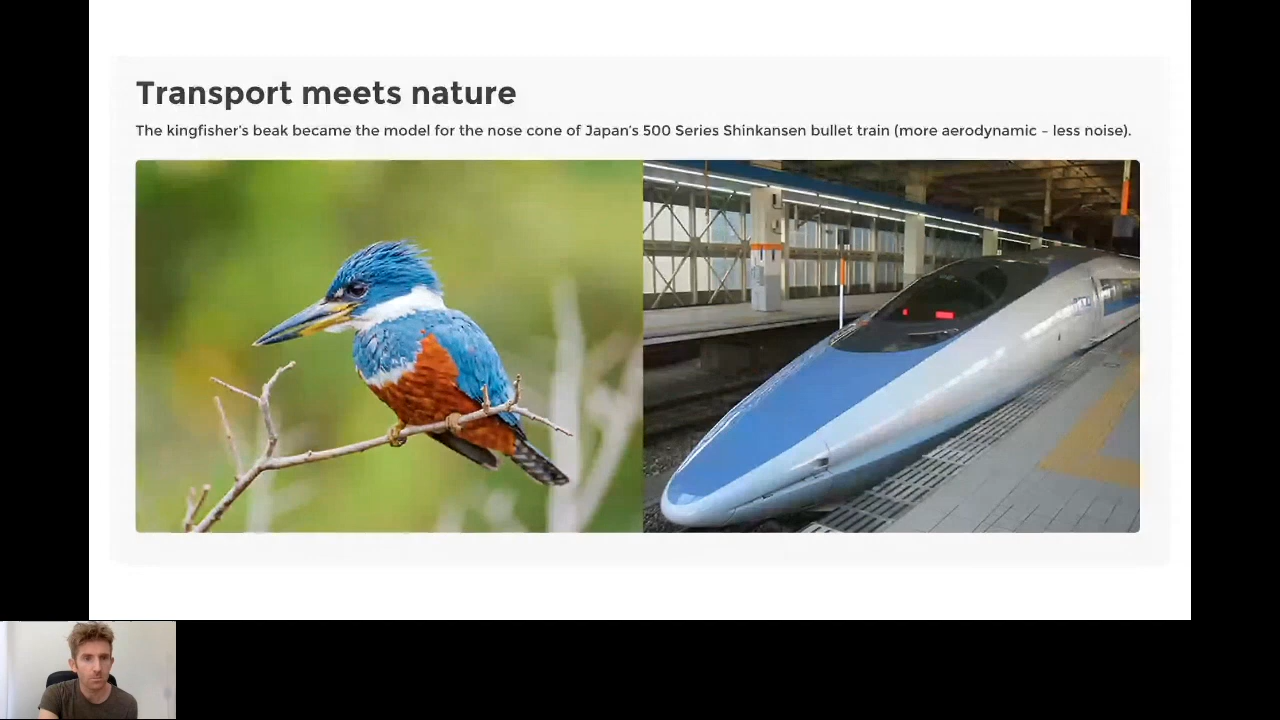 Transport meets nature
The kingfisher's beak became the model for the nose cone of Japan's 500 Series Shinkansen bullet train (more aerodynamic – less noise).